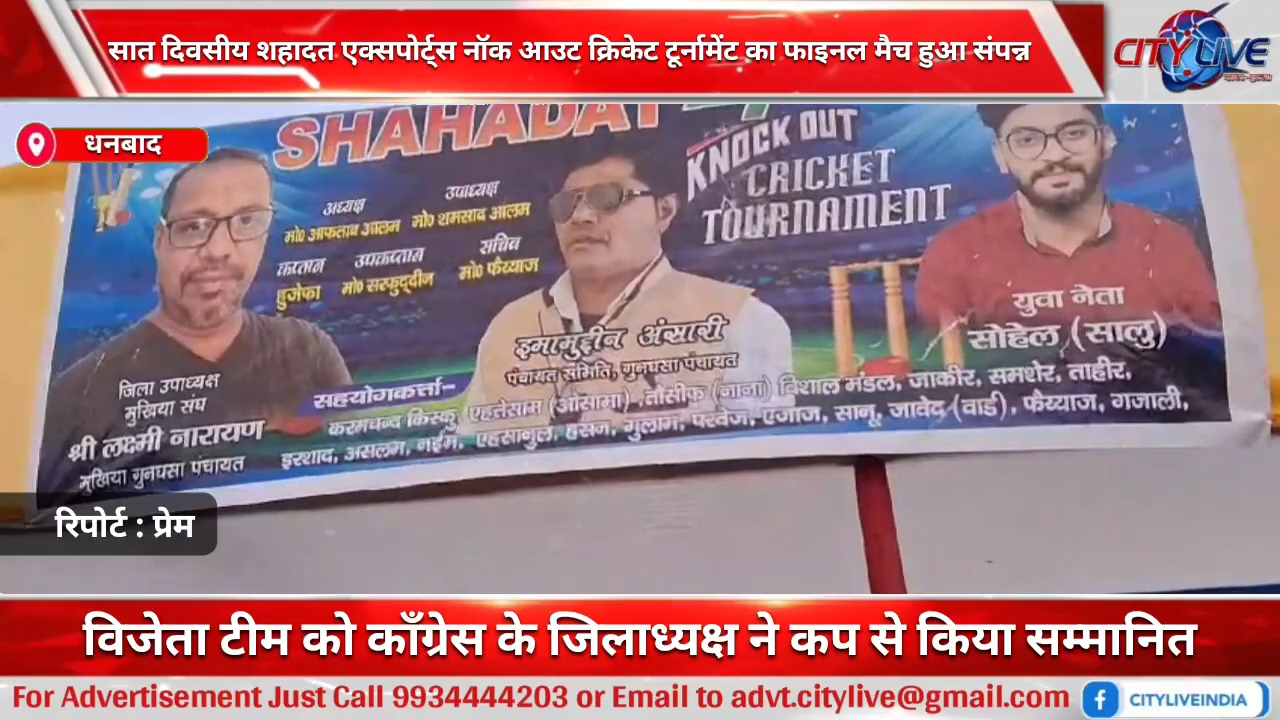 सात दिवसीय शहादत एक्सपोर्ट्स नॉक आउट क्रिकेट टूर्नामेंट का फाइनल मैच हुआ संपन्न
CITY LIVE
धनबाद
SHAHADAT
KNOCK OUT
CRICKET
TOURNAMENT
अध्यक्ष
उपाध्यक्ष
मो० आफताब आलम
मो० शमसाद आलम
कप्तान
उपकप्तान
सचिव
हुजेफा
मो० सरफुद्दीन
मो० फैय्याज
इमामुद्दीन अंसारी
पंचायत समिति, गुनघसा पंचायत
युवा नेता
सोहेल (सालु)
जिला उपाध्यक्ष
मुखिया संघ
श्री लक्ष्मी नारायण
मुखिया गुनघसा पंचायत
सहयोगकर्त्ता-
करमचन्द किस्कु, एहतेसाम (ओसामा) ,तौसीफ (नाना) विशाल मंडल, जाकीर, समशेर, ताहीर,
इरशाद, असलम, नईम, एहसानुल, हसन, गुलाम, परवेज, एजाज, सानू, जावेद (वार्ड), फैय्याज, गजाली,
रिपोर्ट : प्रेम
विजेता टीम को काँग्रेस के जिलाध्यक्ष ने कप से किया सम्मानित
For Advertisement Just Call 9934444203 or Email to advt.citylive@gmail.com
CITYLIVEINDIA